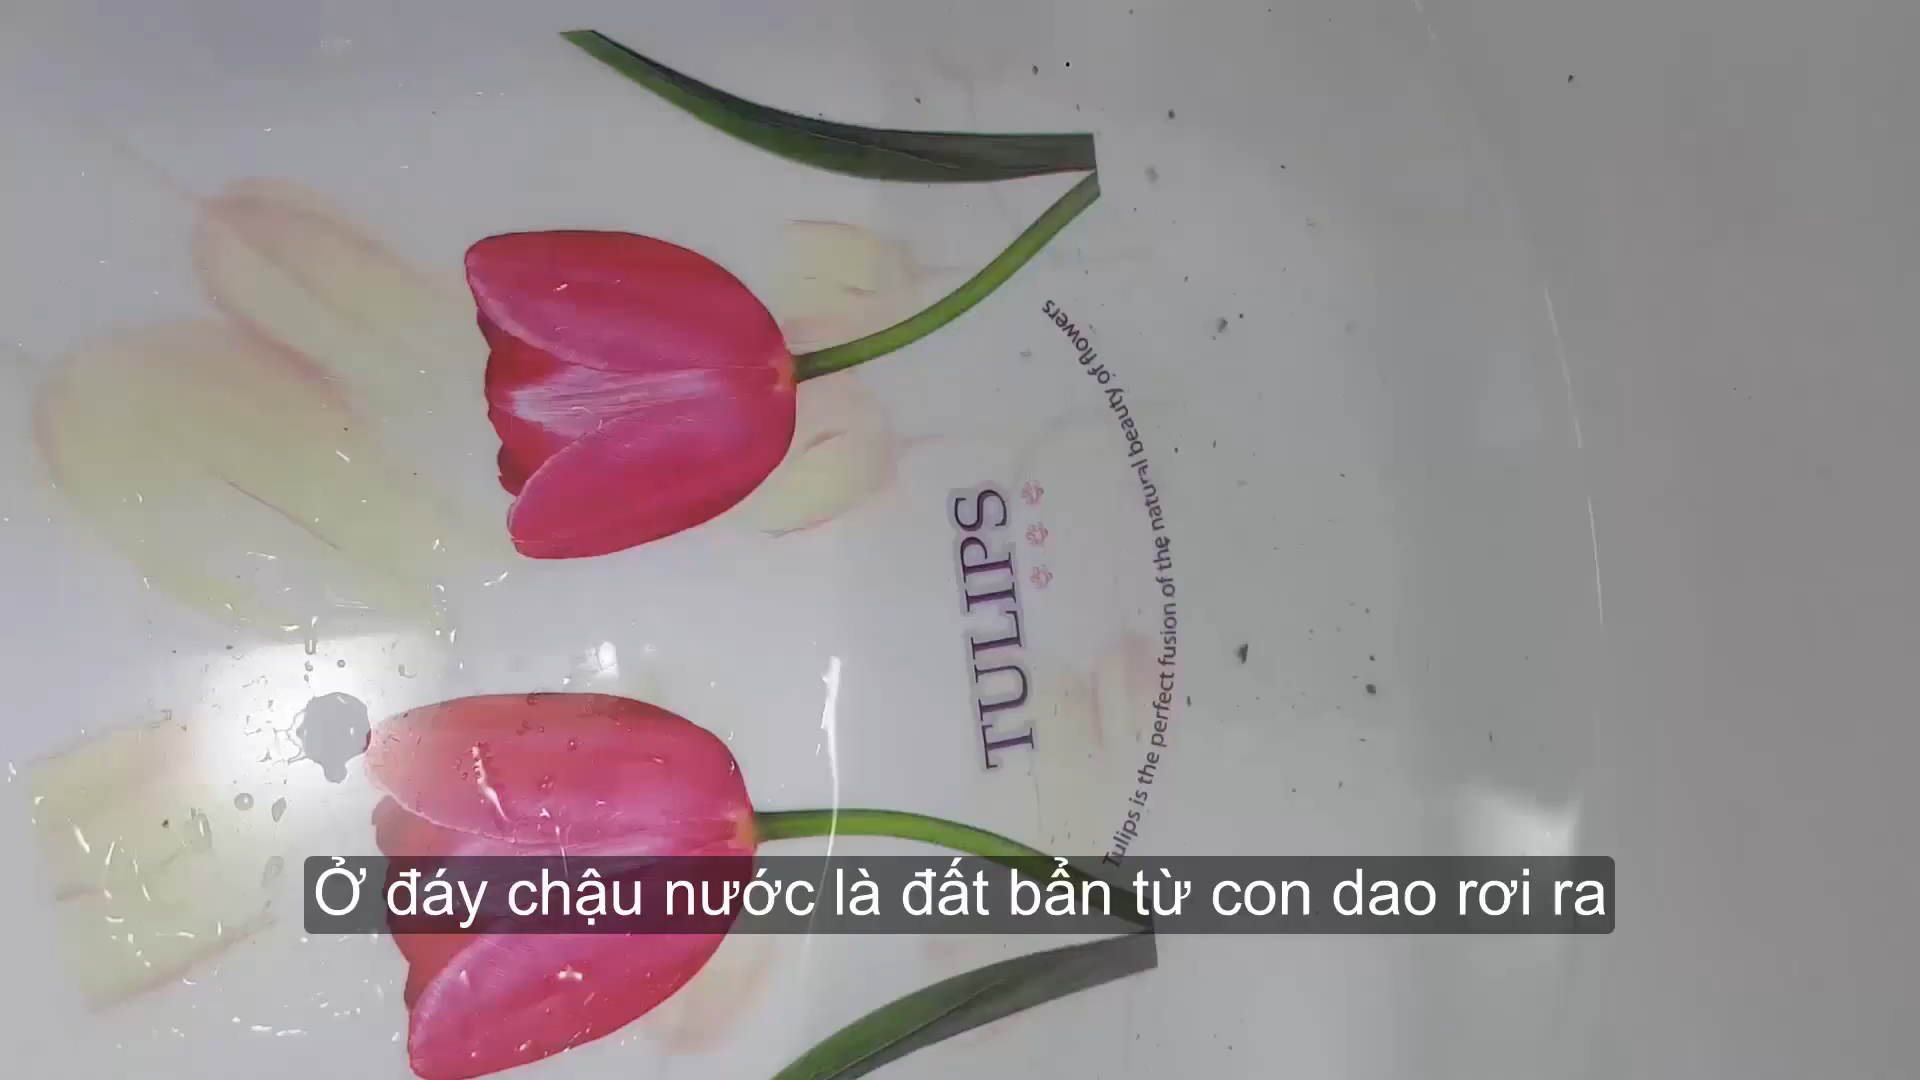 TULIPS
Tulips is the perfect fusion of the natural beauty of flowers
Ở đáy chậu nước là đất bẩn từ con dao rơi ra